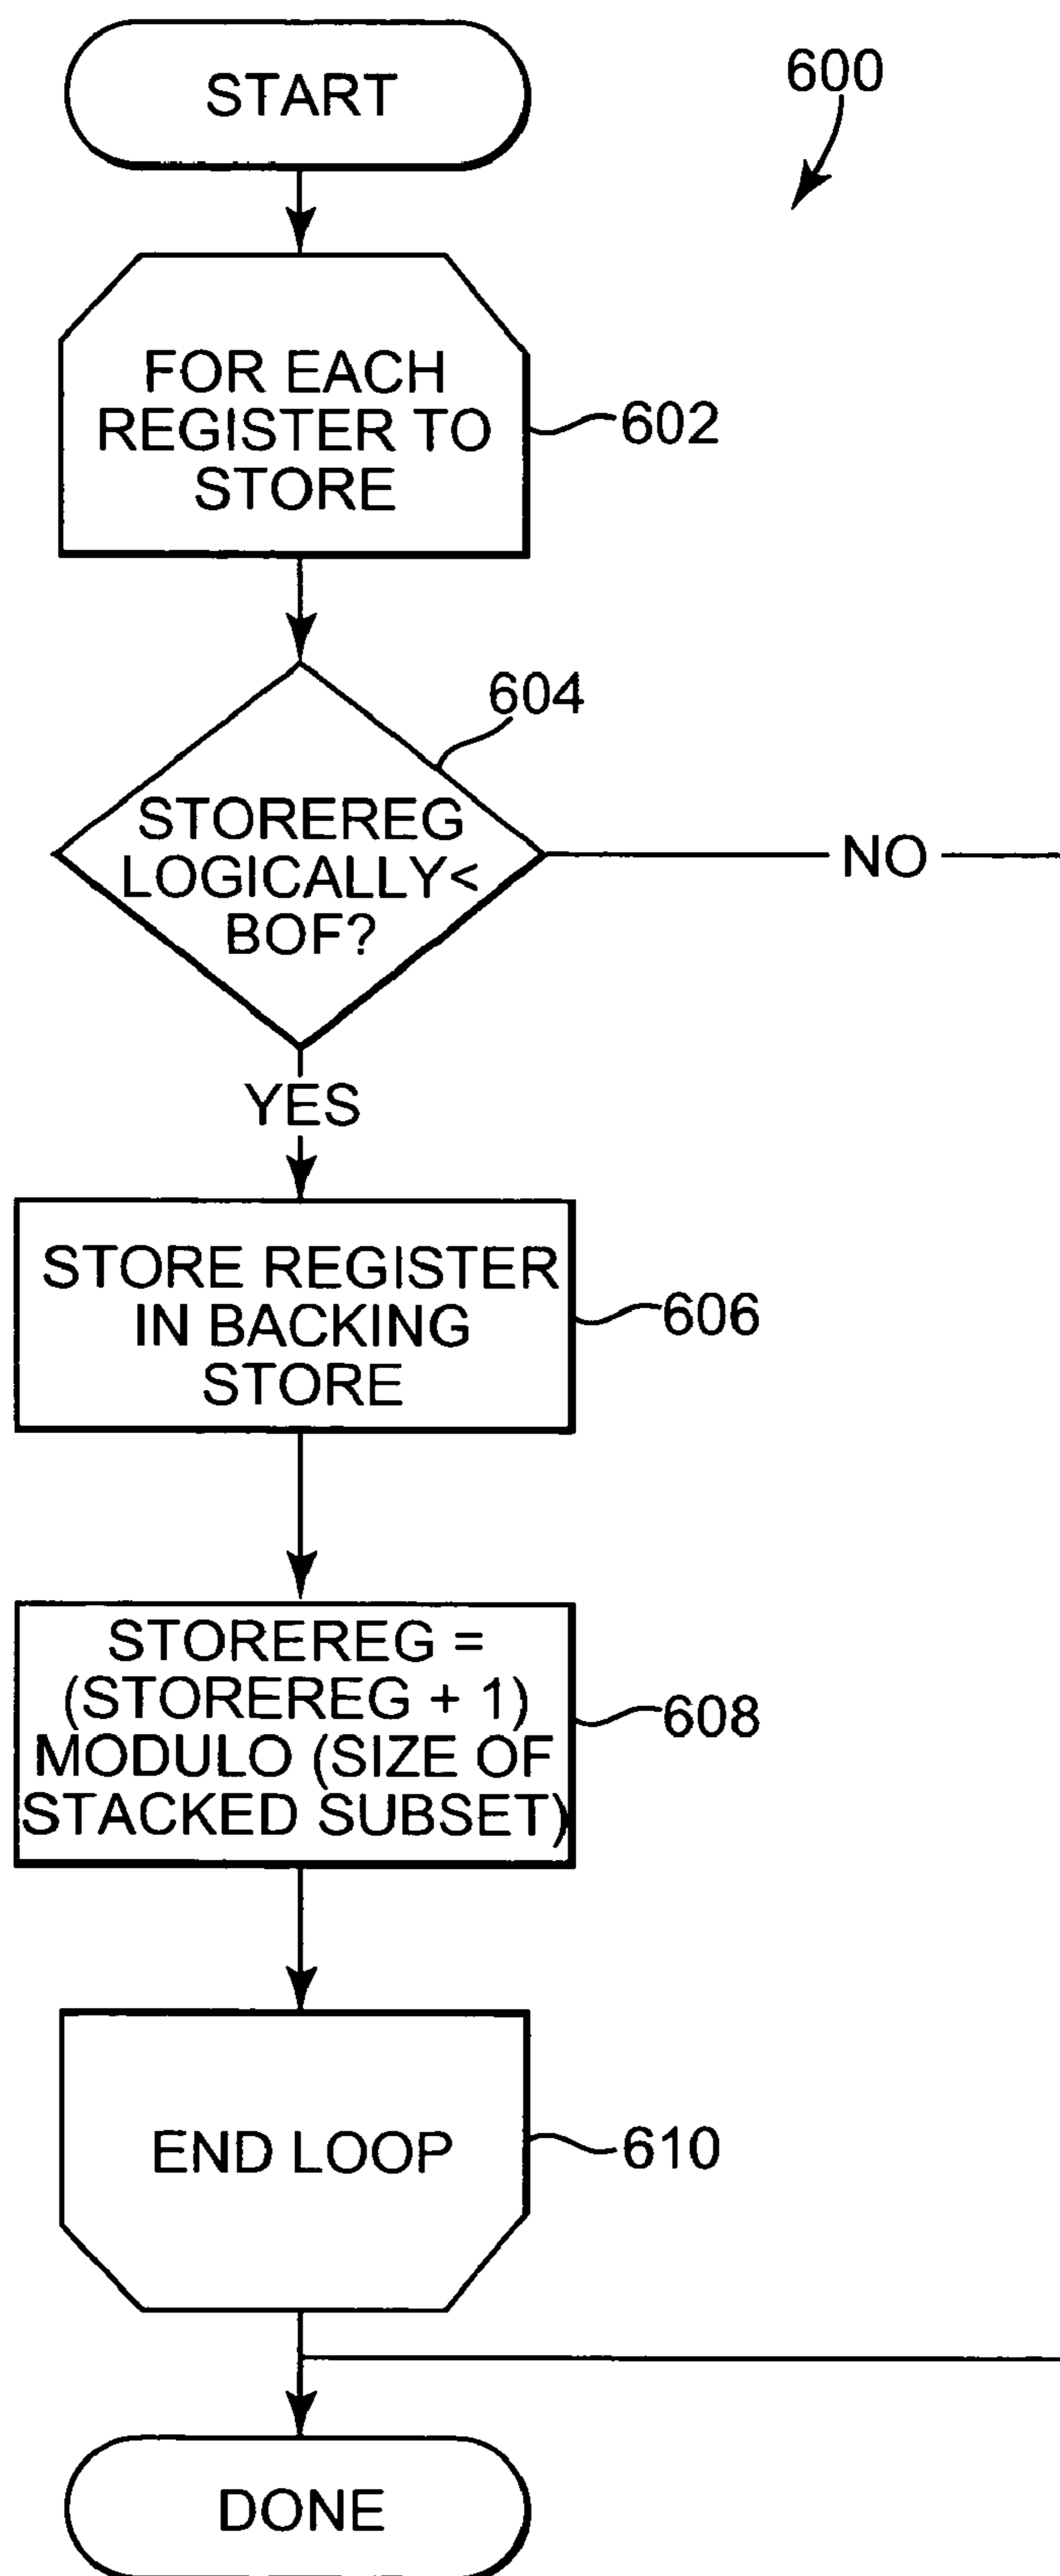 START
600
FOR EACH
REGISTER TO
STORE
602
604
STOREREG
LOGICALLY<
BOF?
NO
YES
STORE REGISTER
IN BACKING
STORE
606
STOREREG =
(STOREREG + 1)
MODULO (SIZE OF
STACKED SUBSET)
608
END LOOP
610
DONE